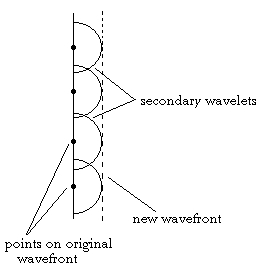 secondary wavelets
new wavefront
points on original
wavefront